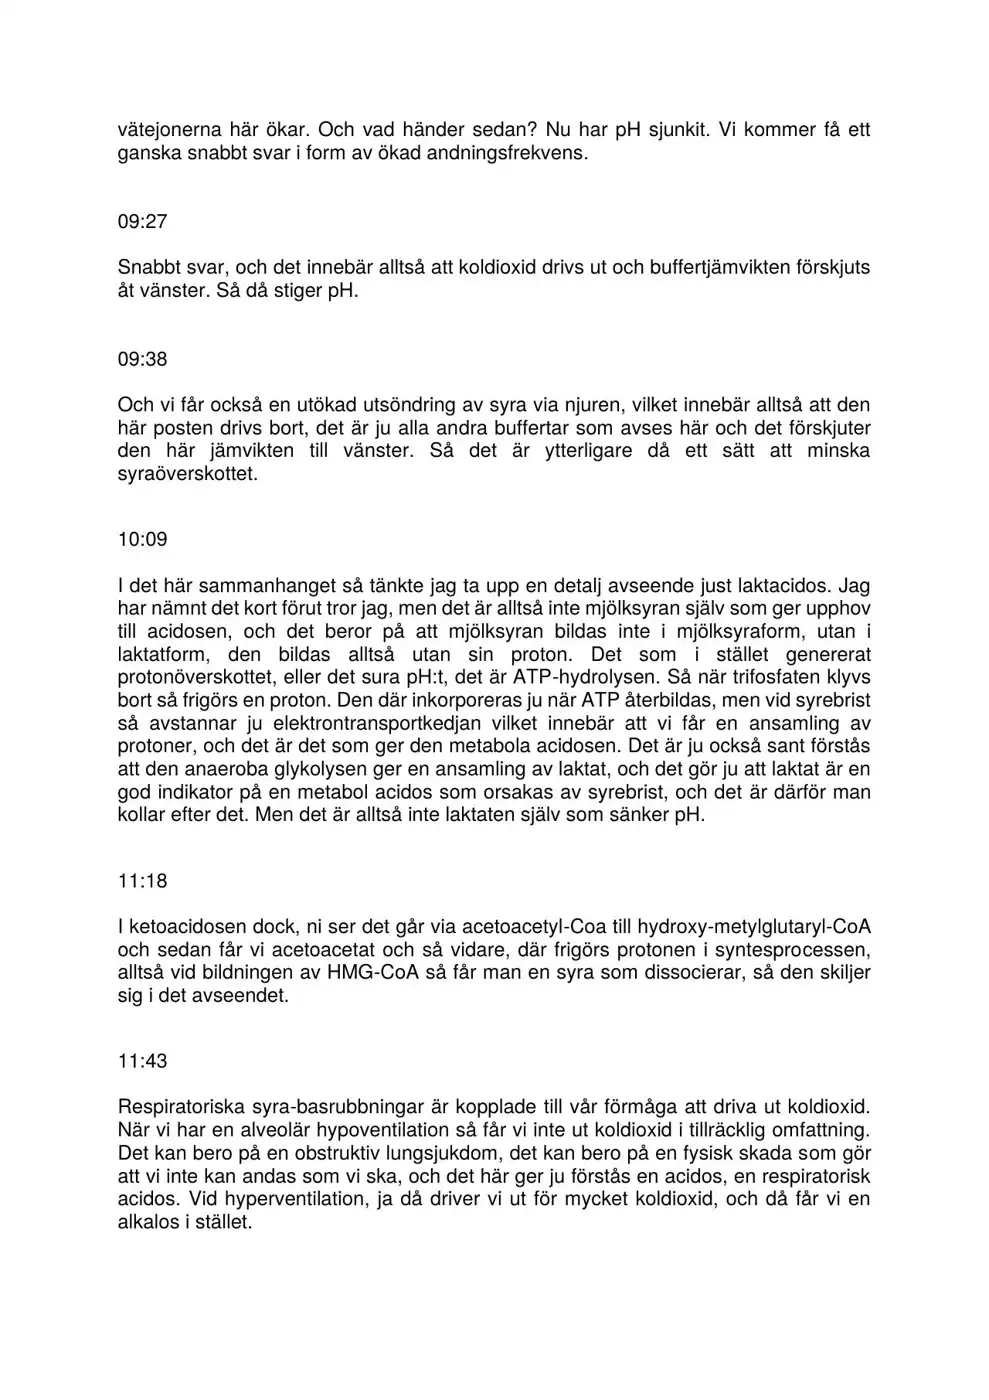 vätejonerna här ökar. Och vad händer sedan? Nu har pH sjunkit. Vi kommer få ett
ganska snabbt svar i form av ökad andningsfrekvens.
09:27
Snabbt svar, och det innebär alltså att koldioxid drivs ut och buffertjämvikten förskjuts
åt vänster. Så då stiger pH.
09:38
Och vi får också en utökad utsöndring av syra via njuren, vilket innebär alltså att den
här posten drivs bort, det är ju alla andra buffertar som avses här och det förskjuter
den här jämvikten till vänster. Så det är ytterligare då ett sätt att minska
syraöverskottet.
10:09
I det här sammanhanget så tänkte jag ta upp en detalj avseende just laktacidos. Jag
har nämnt det kort förut tror jag, men det är alltså inte mjölksyran själv som ger upphov
till acidosen, och det beror på att mjölksyran bildas inte i mjölksyraform, utan i
laktatform, den bildas alltså utan sin proton. Det som i stället genererat
protonöverskottet, eller det sura pH:t, det är ATP-hydrolysen. Så när trifosfaten klyvs
bort så frigörs en proton. Den där inkorporeras ju när ATP återbildas, men vid syrebrist
så avstannar ju elektrontransportkedjan vilket innebär att vi får en ansamling av
protoner, och det är det som ger den metabola acidosen. Det är ju också sant förstås
att den anaeroba glykolysen ger en ansamling av laktat, och det gör ju att laktat är en
god indikator på en metabol acidos som orsakas av syrebrist, och det är därför man
kollar efter det. Men det är alltså inte laktaten själv som sänker pH.
11:18
I ketoacidosen dock, ni ser det går via acetoacetyl-Coa till hydroxy-metylglutaryl-CoA
och sedan får vi acetoacetat och så vidare, där frigörs protonen i syntesprocessen,
alltså vid bildningen av HMG-CoA så får man en syra som dissocierar, så den skiljer
sig i det avseendet.
11:43
Respiratoriska syra-basrubbningar är kopplade till vår förmåga att driva ut koldioxid.
När vi har en alveolär hypoventilation så får vi inte ut koldioxid i tillräcklig omfattning.
Det kan bero på en obstruktiv lungsjukdom, det kan bero på en fysisk skada som gör
att vi inte kan andas som vi ska, och det här ger ju förstås en acidos, en respiratorisk
acidos. Vid hyperventilation, ja då driver vi ut för mycket koldioxid, och då får vi en
alkalos i stället.